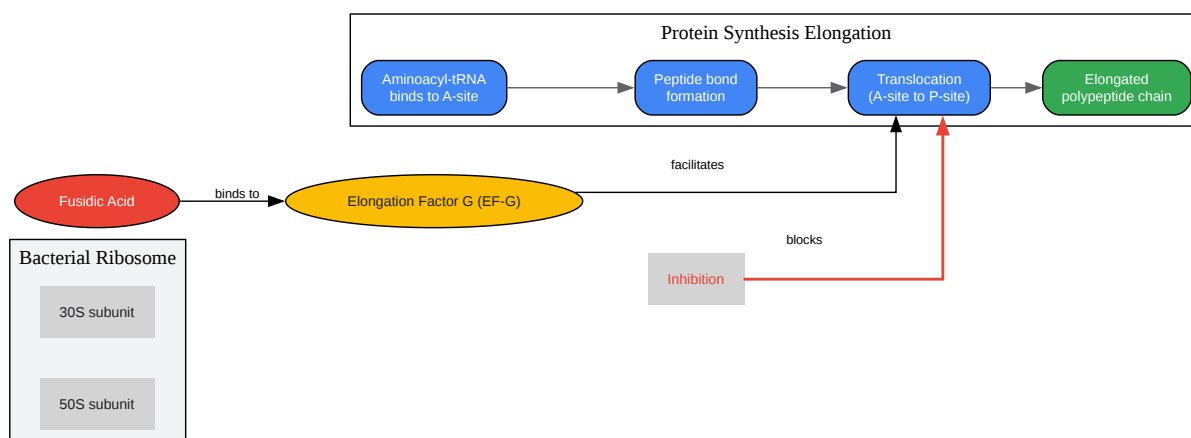 Protein Synthesis Elongation
Aminoacyl-tRNA
binds to A-site
Peptide bond
formation
Translocation
(A-site to P-site)
Elongated
polypeptide chain
facilitates
Fusidic Acid
binds to
Elongation Factor G (EF-G)
blocks
Inhibition
Bacterial Ribosome
30S subunit
50S subunit